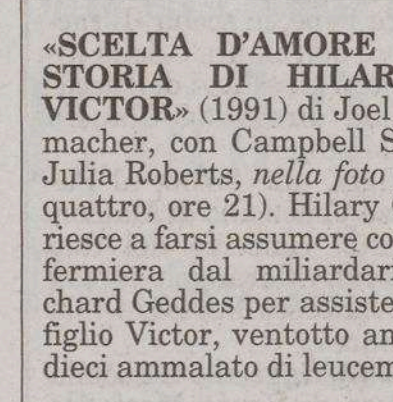 «SCELTA D'AMORE
STORIA DI HILAR
VICTOR» (1991) di Joel
macher, con Campbell S
Julia Roberts, nella foto
quattro, ore 21). Hilary
riesce a farsi assumere co
fermiera dal miliardari
chard Geddes per assiste
figlio Victor, ventotto an
dieci ammalato di leucem